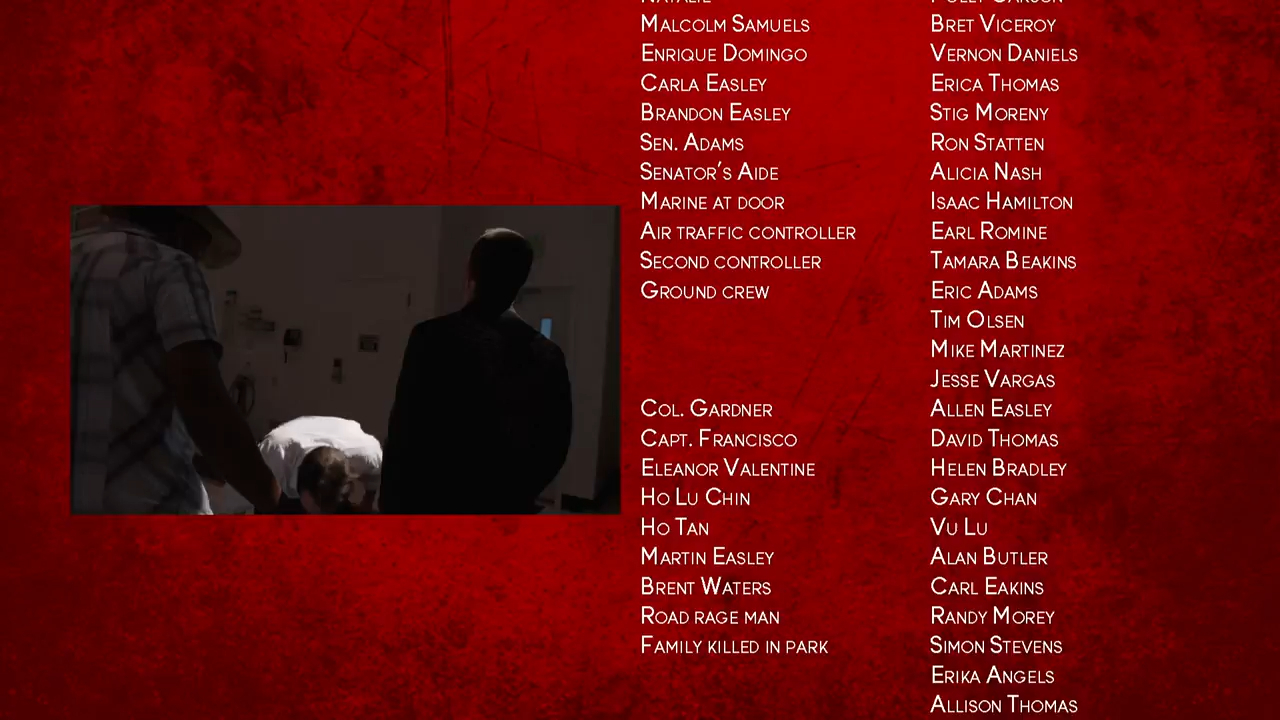 Malcolm Samuels Bret Viceroy
Enrique Domingo Vernon Daniels
Carla Easley Erica Thomas
Brandon Easley Stig Moreny
Sen. Adams Ron Statten
Senator's Aide Alicia Nash
Marine at door Isaac Hamilton
Air traffic controller Earl Romine
Second controller Tamara Beakins
Ground crew Eric Adams
Tim Olsen
Mike Martinez
Jesse Vargas
Col. Gardner Allen Easley
Capt. Francisco David Thomas
Eleanor Valentine Helen Bradley
Ho Lu Chin Gary Chan
Ho Tan Vu Lu
Martin Easley Alan Butler
Brent Waters Carl Eakins
Road rage man Randy Morey
Family killed in park Simon Stevens
Erika Angels
Allison Thomas